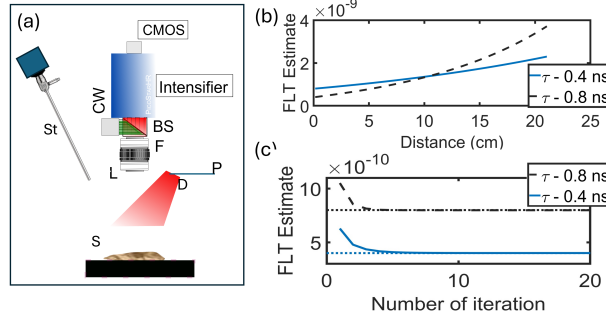 (a)
CMOS
CW
Intensifier
BS
F
St
L
P
D
S
(b)
×10⁻⁹
FLT Estimate
4
2
0
0
5
10
15
20
25
Distance (cm)
τ - 0.4 ns
τ - 0.8 ns
(c)
×10⁻¹⁰
FLT Estimate
10
5
0
10
20
Number of iteration
τ - 0.8 ns
τ - 0.4 ns